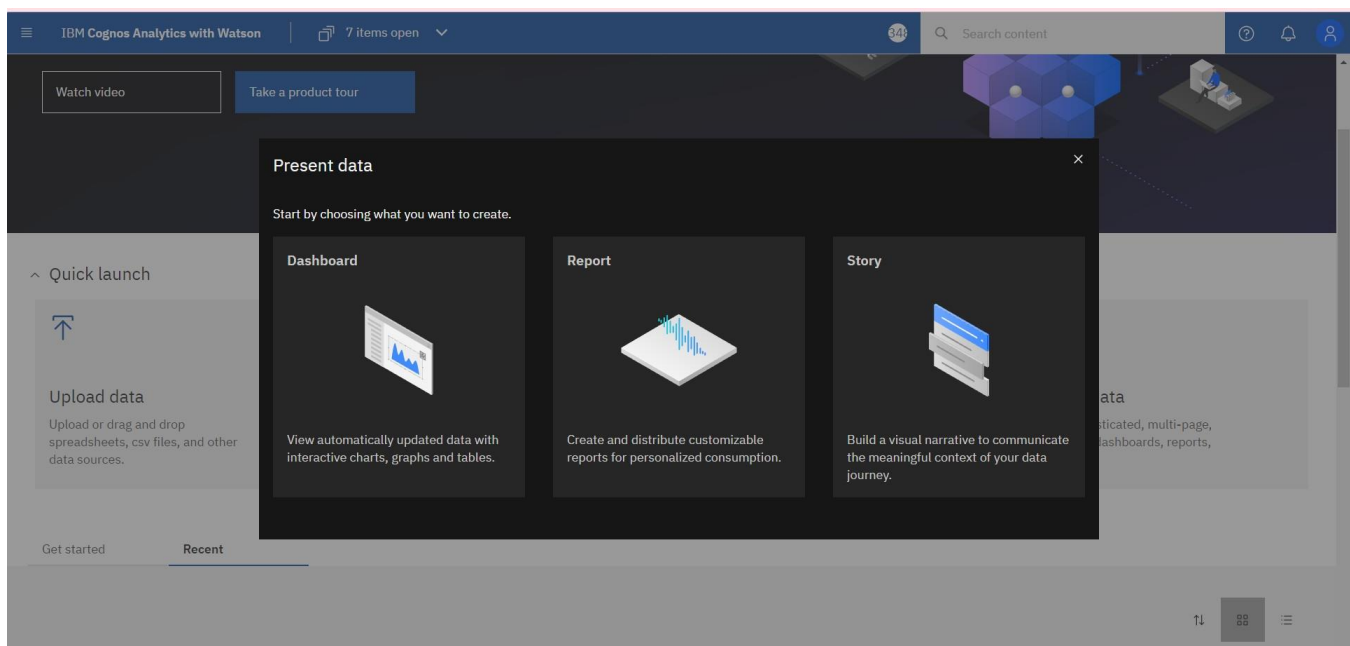 IBM Cognos Analytics with Watson
7 items open
348
Search content
Watch video
Take a product tour
Present data
Start by choosing what you want to create.
Dashboard
View automatically updated data with
interactive charts, graphs and tables.
Report
Create and distribute customizable
reports for personalized consumption.
Story
Build a visual narrative to communicate
the meaningful context of your data
journey.
Quick launch
Upload data
Upload or drag and drop
spreadsheets, csv files, and other
data sources.
ata
sticated, multi-page,
dashboards, reports,
Get started
Recent